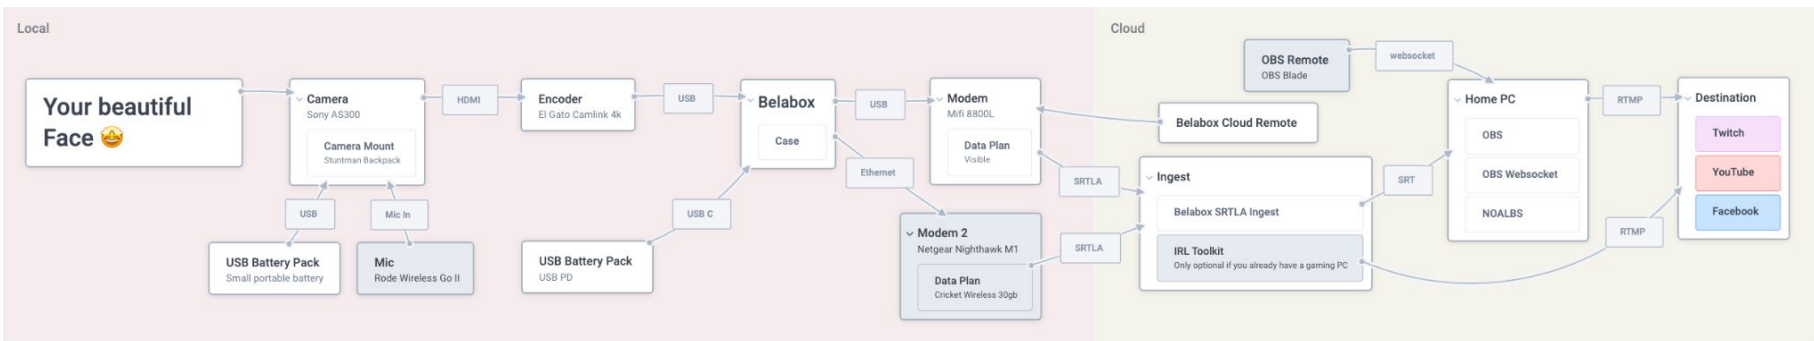 Local
Your beautiful
Face 🤩
Camera
Sony AS300
Camera Mount
Stuntman Backpack
HDMI
USB
Mic In
USB Battery Pack
Small portable battery
Mic
Rode Wireless Go II
Encoder
El Gato Camlink 4k
USB
USB Battery Pack
USB PD
USB C
Belabox
Case
USB
Ethernet
Modem
Mifi 8800L
Data Plan
Visible
Modem 2
Netgear Nighthawk M1
Data Plan
Cricket Wireless 30gb
SRTLA
SRTLA
Cloud
OBS Remote
OBS Blade
websocket
Belabox Cloud Remote
Ingest
Belabox SRTLA Ingest
IRL Toolkit
Only optional if you already have a gaming PC
SRT
Home PC
OBS
OBS Websocket
NOALBS
RTMP
RTMP
Destination
Twitch
YouTube
Facebook